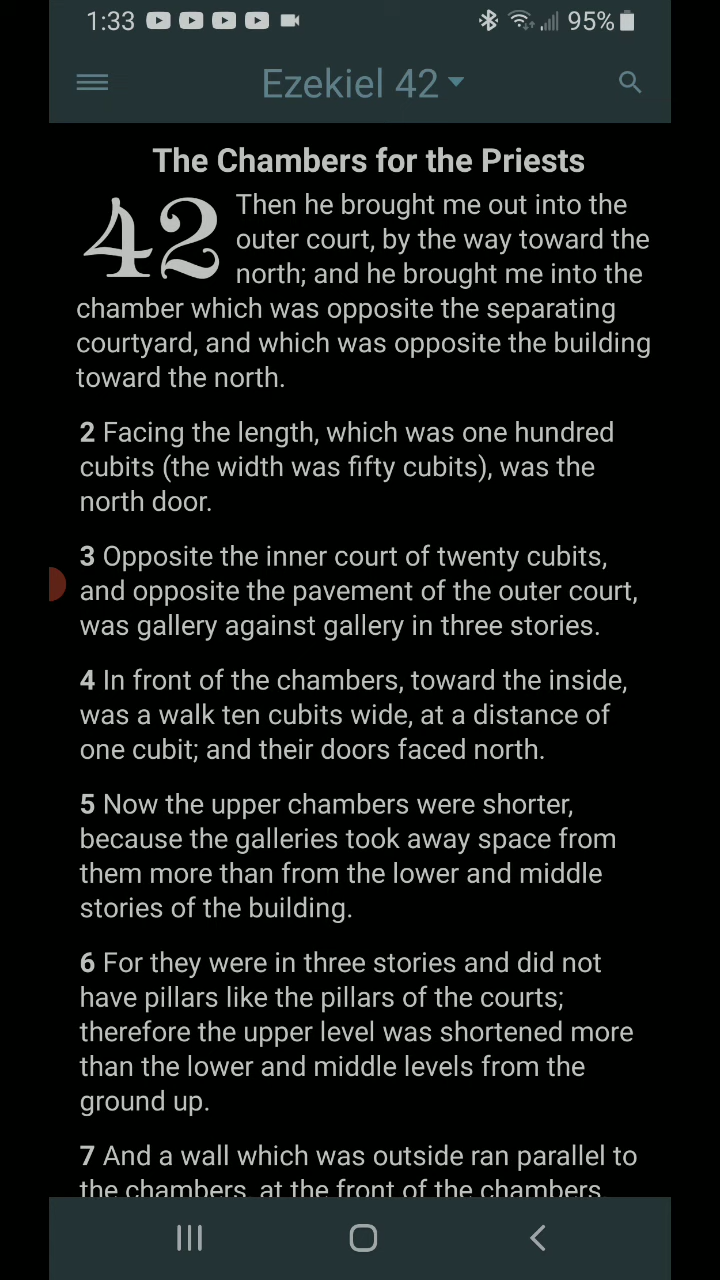 1:33
95%
Ezekiel 42
The Chambers for the Priests
42 Then he brought me out into the
outer court, by the way toward the
north; and he brought me into the
chamber which was opposite the separating
courtyard, and which was opposite the building
toward the north.
2 Facing the length, which was one hundred
cubits (the width was fifty cubits), was the
north door.
3 Opposite the inner court of twenty cubits,
and opposite the pavement of the outer court,
was gallery against gallery in three stories.
4 In front of the chambers, toward the inside,
was a walk ten cubits wide, at a distance of
one cubit; and their doors faced north.
5 Now the upper chambers were shorter,
because the galleries took away space from
them more than from the lower and middle
stories of the building.
6 For they were in three stories and did not
have pillars like the pillars of the courts;
therefore the upper level was shortened more
than the lower and middle levels from the
ground up.
7 And a wall which was outside ran parallel to
the chambers, at the front of the chambers,